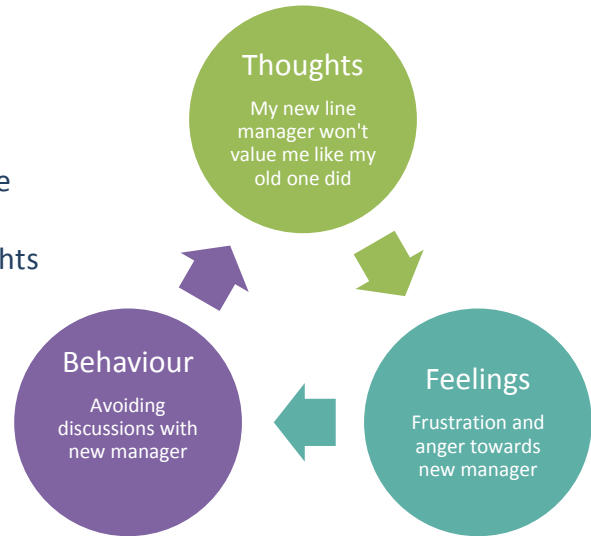 Thoughts
My new line
manager won't
value me like my
old one did
e
hts
Behaviour
Avoiding
discussions with
new manager
Feelings
Frustration and
anger towards
new manager